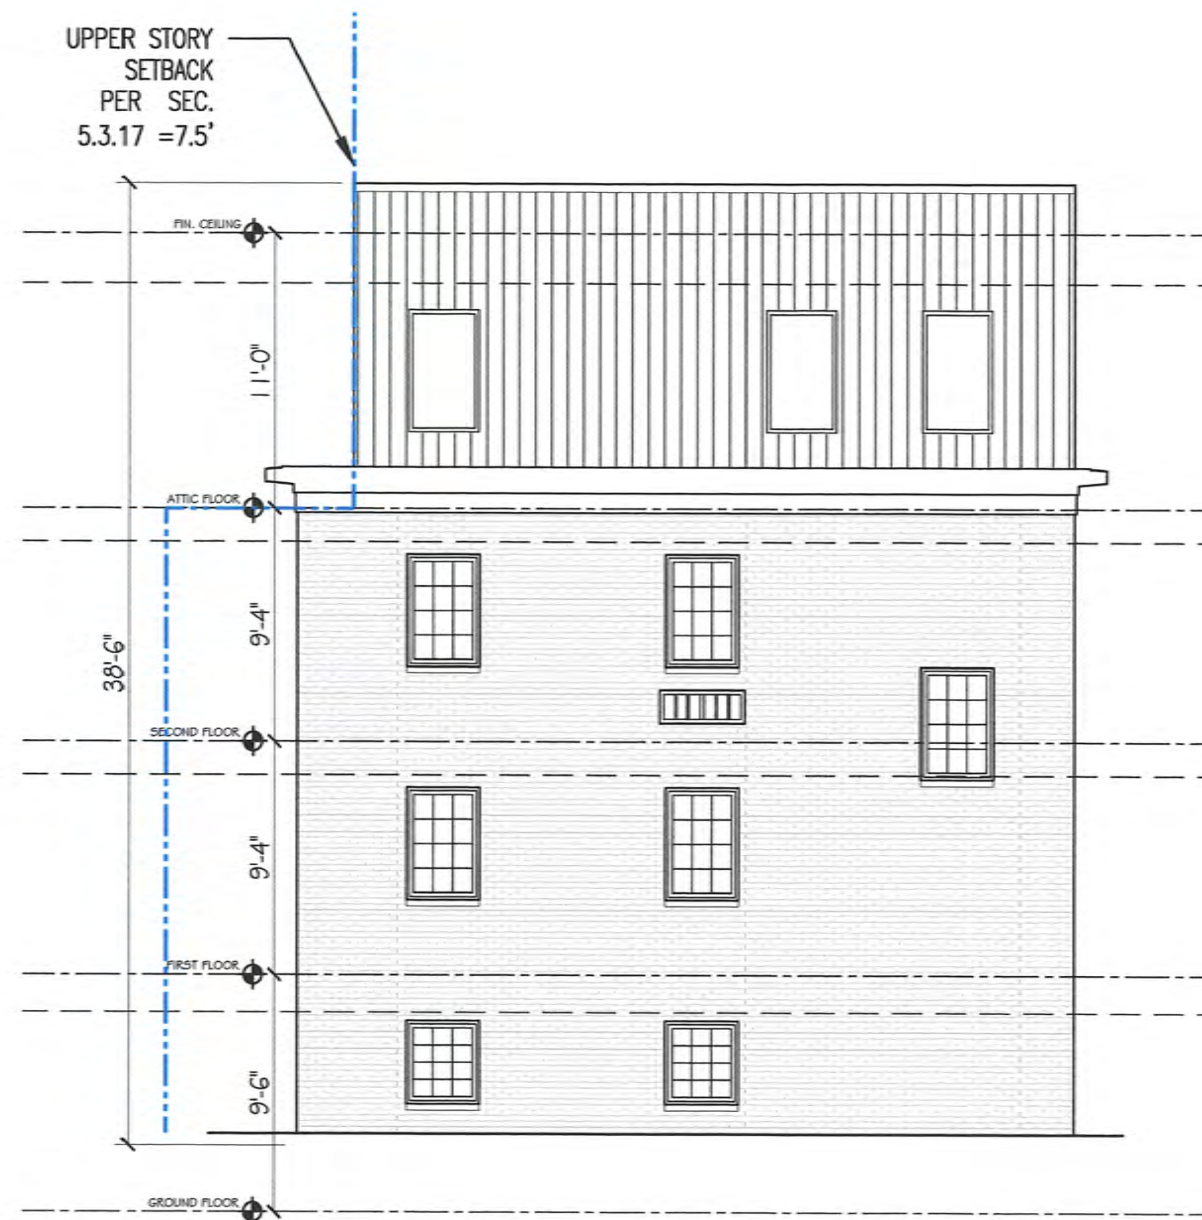 UPPER STORY
SETBACK
PER SEC.
5.3.17 =7.5'
FIN. CEILING
11'-0"
ATTIC FLOOR
9'-4"
38'-6"
SECOND FLOOR
9'-4"
FIRST FLOOR
9'-6"
GROUND FLOOR